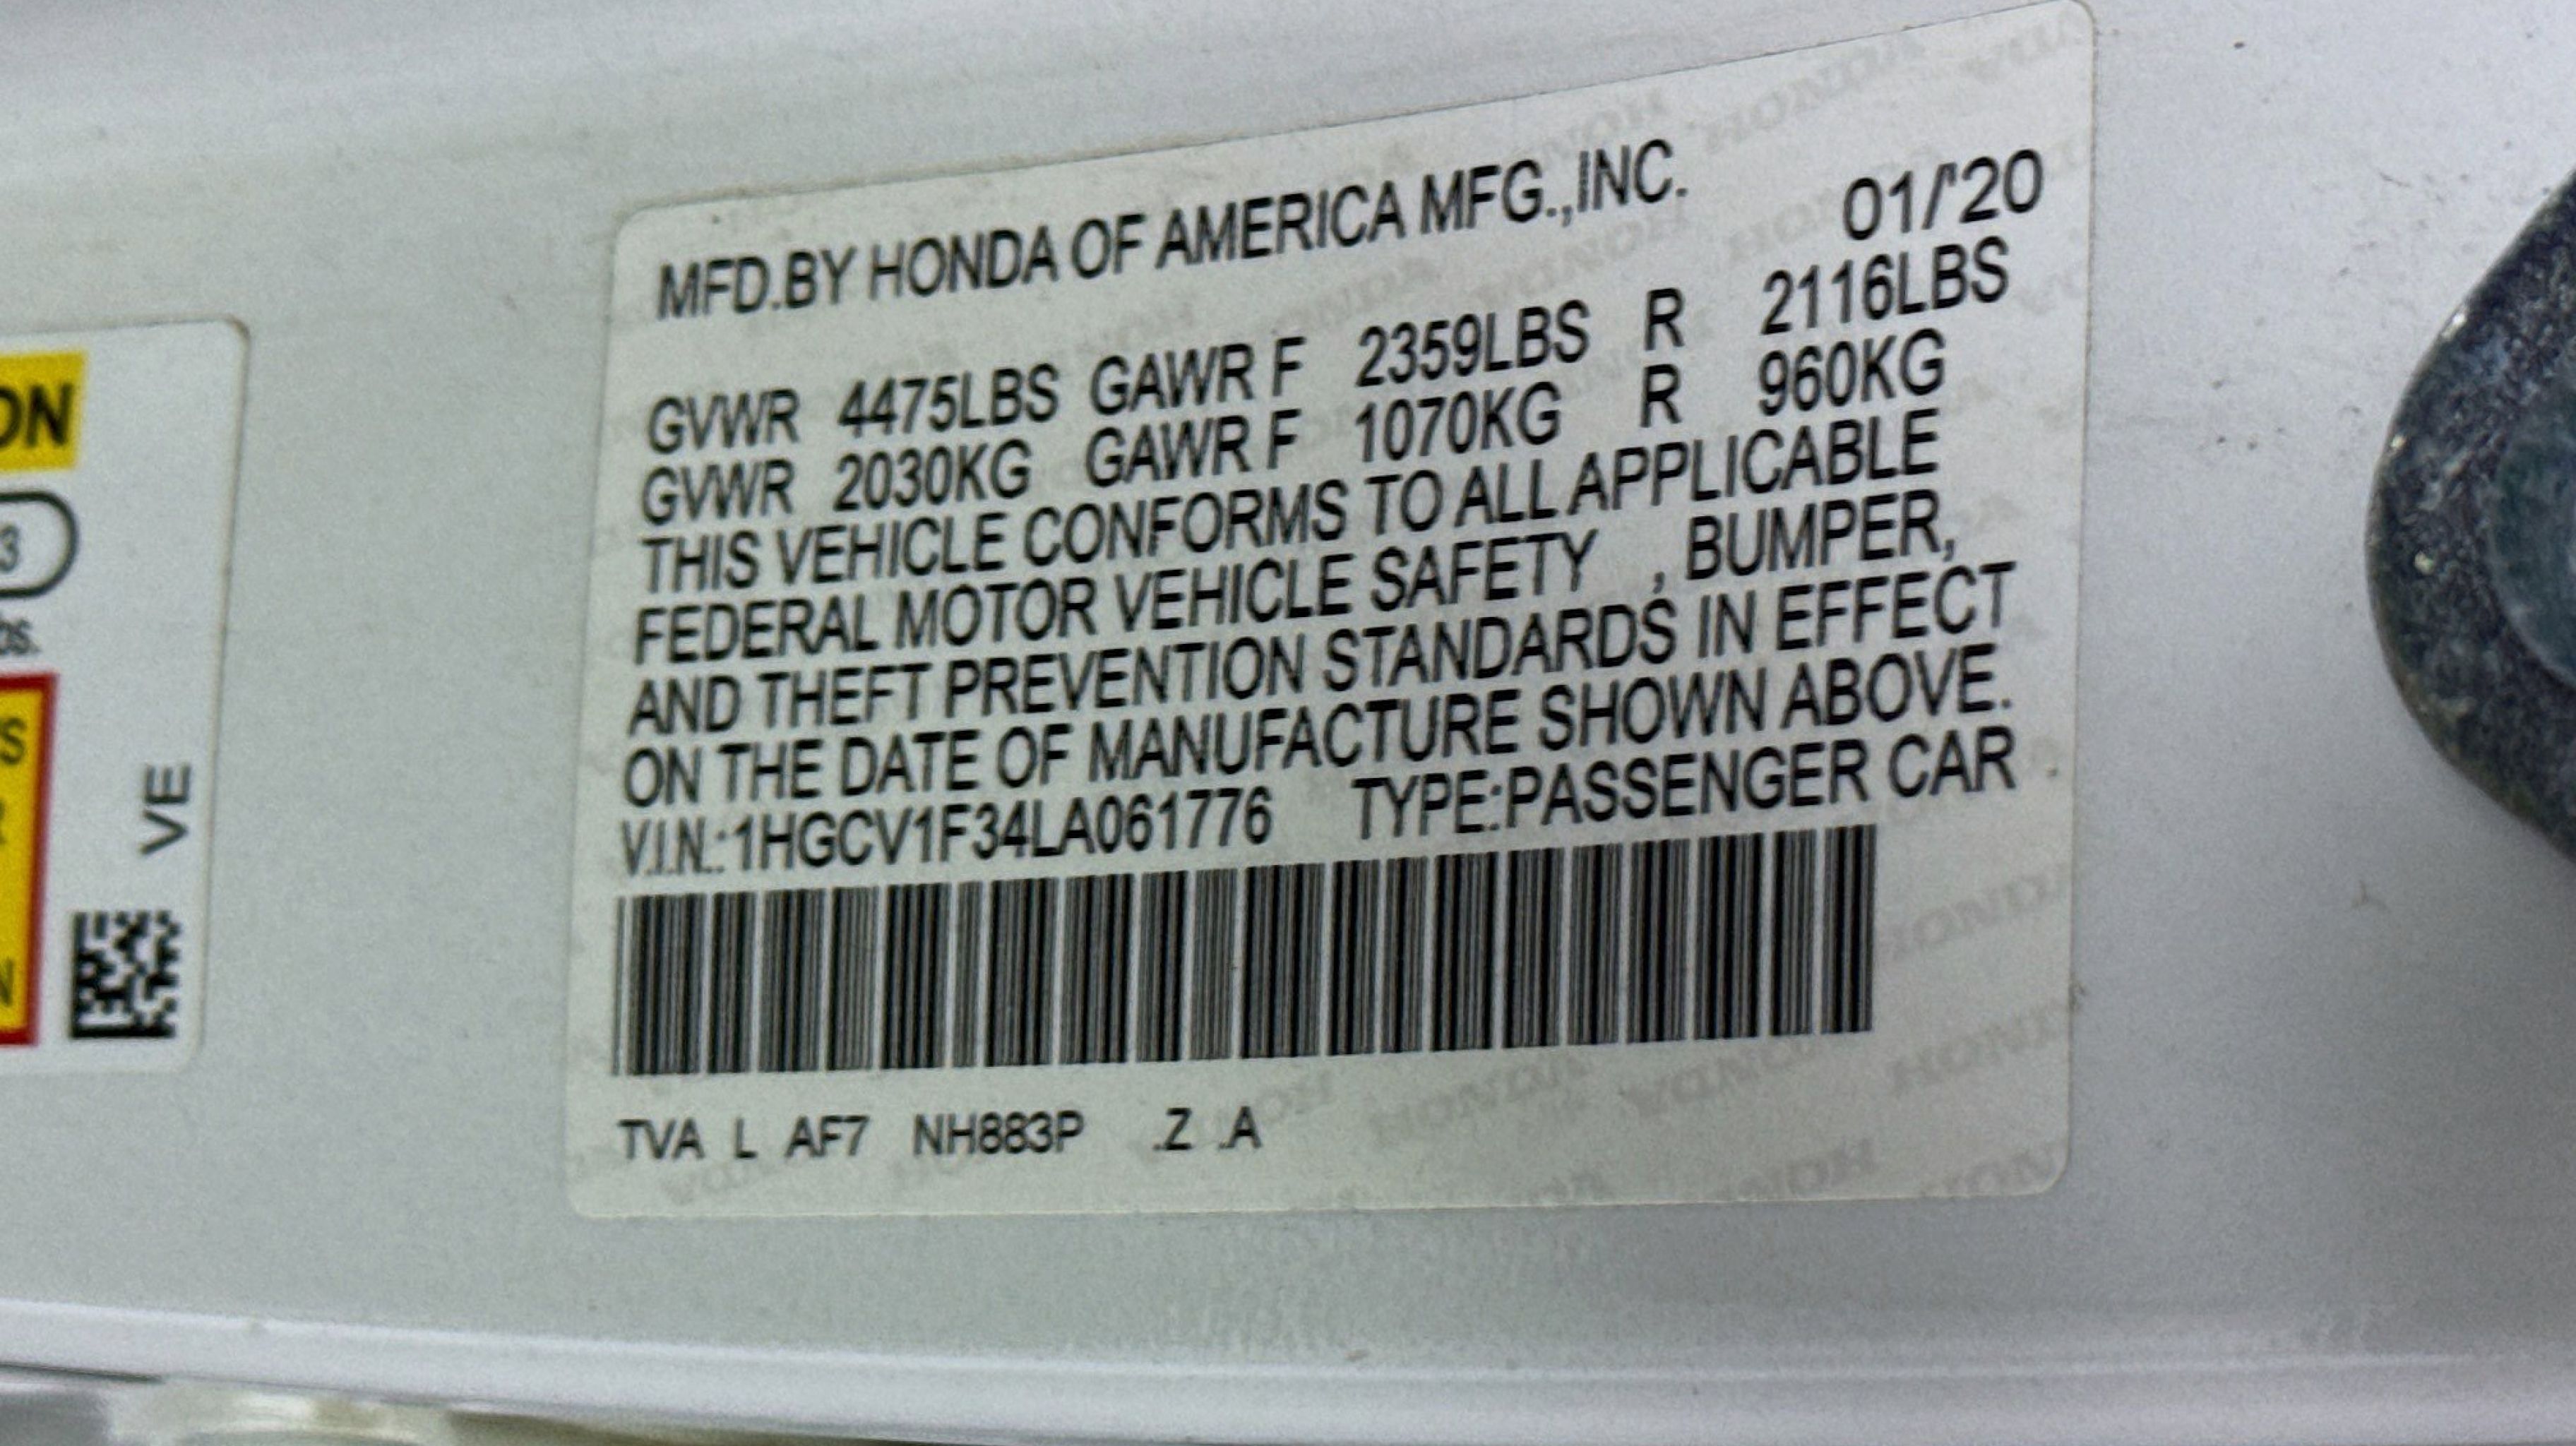 MFD.BY HONDA OF AMERICA MFG.,INC. 01/'20
GVWR 4475LBS GAWR F 2359LBS R 2116LBS
GVWR 2030KG GAWR F 1070KG R 960KG
THIS VEHICLE CONFORMS TO ALL APPLICABLE
FEDERAL MOTOR VEHICLE SAFETY , BUMPER,
AND THEFT PREVENTION STANDARDS IN EFFECT
ON THE DATE OF MANUFACTURE SHOWN ABOVE.
V.I.N.:1HGCV1F34LA061776 TYPE:PASSENGER CAR
TVA L AF7 NH883P .Z .A
VE